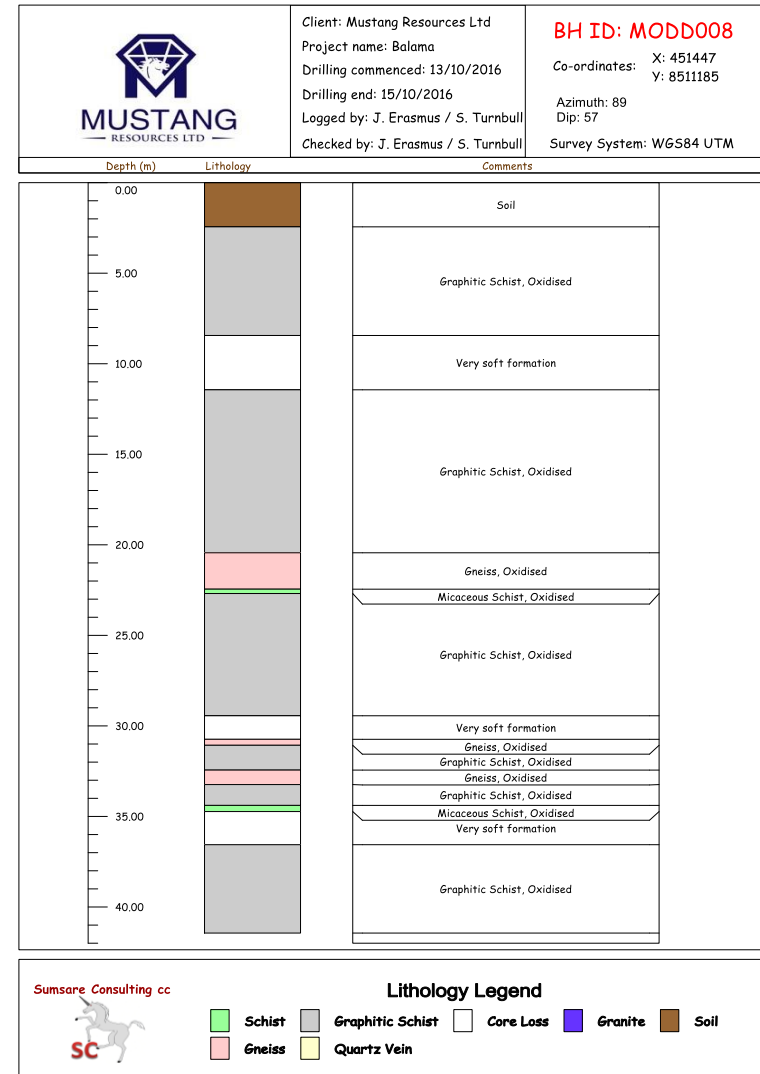 MUSTANG
RESOURCES LTD
Client: Mustang Resources Ltd
Project name: Balama
Drilling commenced: 13/10/2016
Drilling end: 15/10/2016
Logged by: J. Erasmus / S. Turnbull
Checked by: J. Erasmus / S. Turnbull
BH ID: MODD008
Co-ordinates: X: 451447
Y: 8511185
Azimuth: 89
Dip: 57
Survey System: WGS84 UTM
Depth (m) Lithology Comments
0.00
Soil
5.00
Graphitic Schist, Oxidised
10.00 Very soft formation
15.00
Graphitic Schist, Oxidised
20.00
Gneiss, Oxidised
Micaceous Schist, Oxidised
25.00
Graphitic Schist, Oxidised
30.00 Very soft formation
Gneiss, Oxidised
Graphitic Schist, Oxidised
Gneiss, Oxidised
Graphitic Schist, Oxidised
35.00 Micaceous Schist, Oxidised
Very soft formation
Graphitic Schist, Oxidised
40.00
Sumsare Consulting cc
SC
Lithology Legend
Schist Graphitic Schist Core Loss Granite Soil
Gneiss Quartz Vein